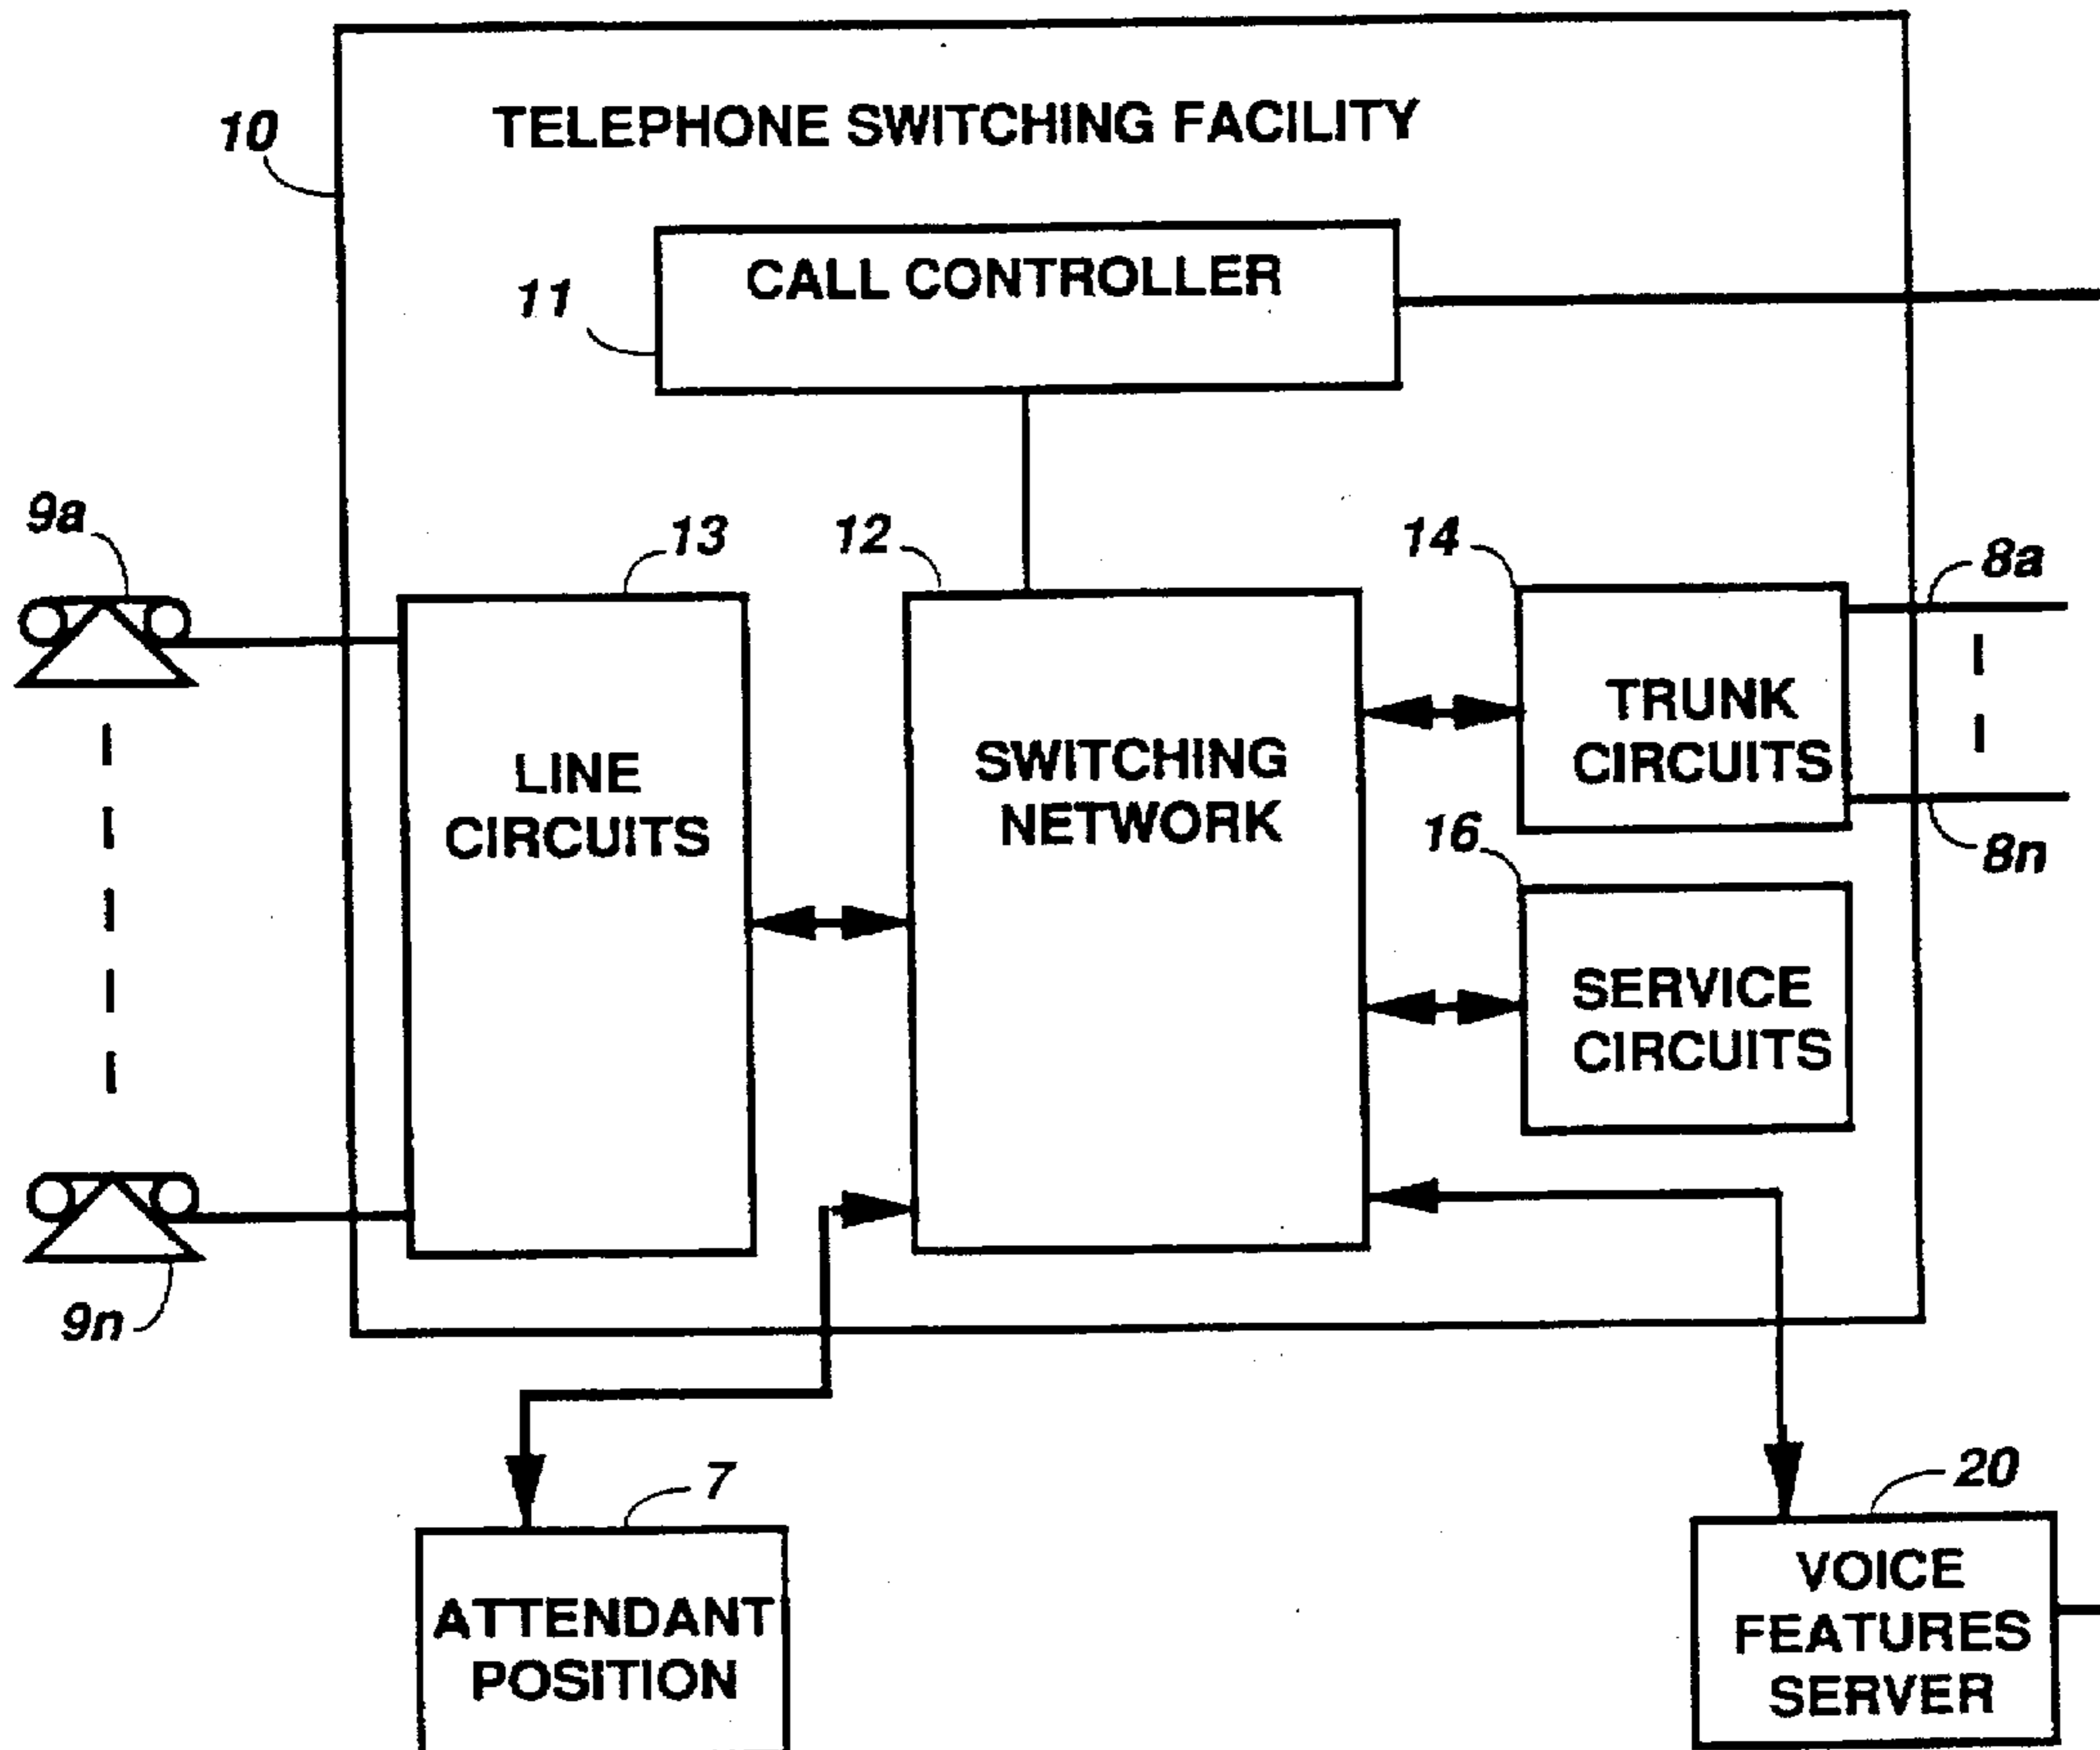 TELEPHONE SWITCHING FACILITY
10
CALL CONTROLLER
11
9a
13
12
14
8a
TRUNK
CIRCUITS
LINE
CIRCUITS
SWITCHING
NETWORK
8n
16
SERVICE
CIRCUITS
9n
7
20
ATTENDANT
POSITION
VOICE
FEATURES
SERVER